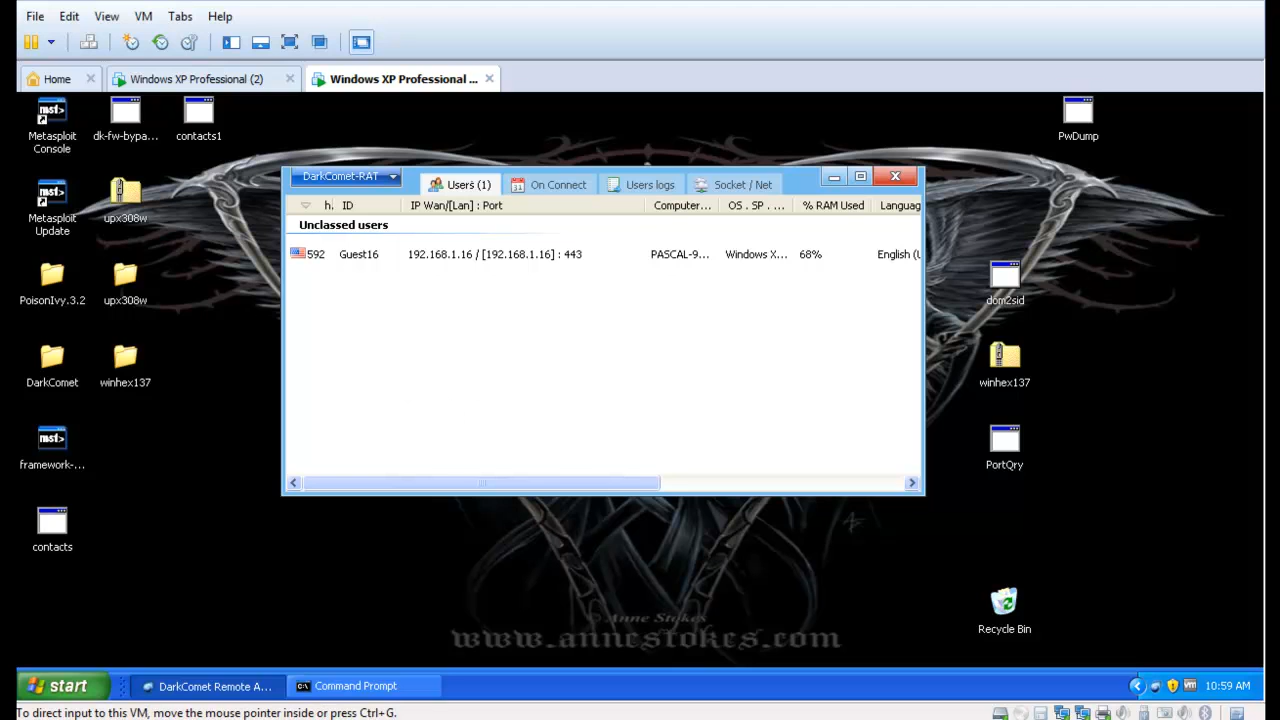 File Edit View VM Tabs Help
Home
Windows XP Professional (2)
Windows XP Professional ...
Metasploit Console
dk-fw-bypa...
contacts1
PwDump
Metasploit Update
upx308w
PoisonIvy.3.2
upx308w
DarkComet
winhex137
framework-...
contacts
dom2sid
winhex137
PortQry
Recycle Bin
DarkComet-RAT
Users (1)
On Connect
Users logs
Socket / Net
h. ID IP Wan/[Lan] : Port Computer... OS . SP . ... % RAM Used Languag
Unclassed users
592 Guest16 192.168.1.16 / [192.168.1.16] : 443 PASCAL-9... Windows X... 68% English (L
© Anne Stokes
www.annestokes.com
start
DarkComet Remote A...
Command Prompt
10:59 AM
To direct input to this VM, move the mouse pointer inside or press Ctrl+G.